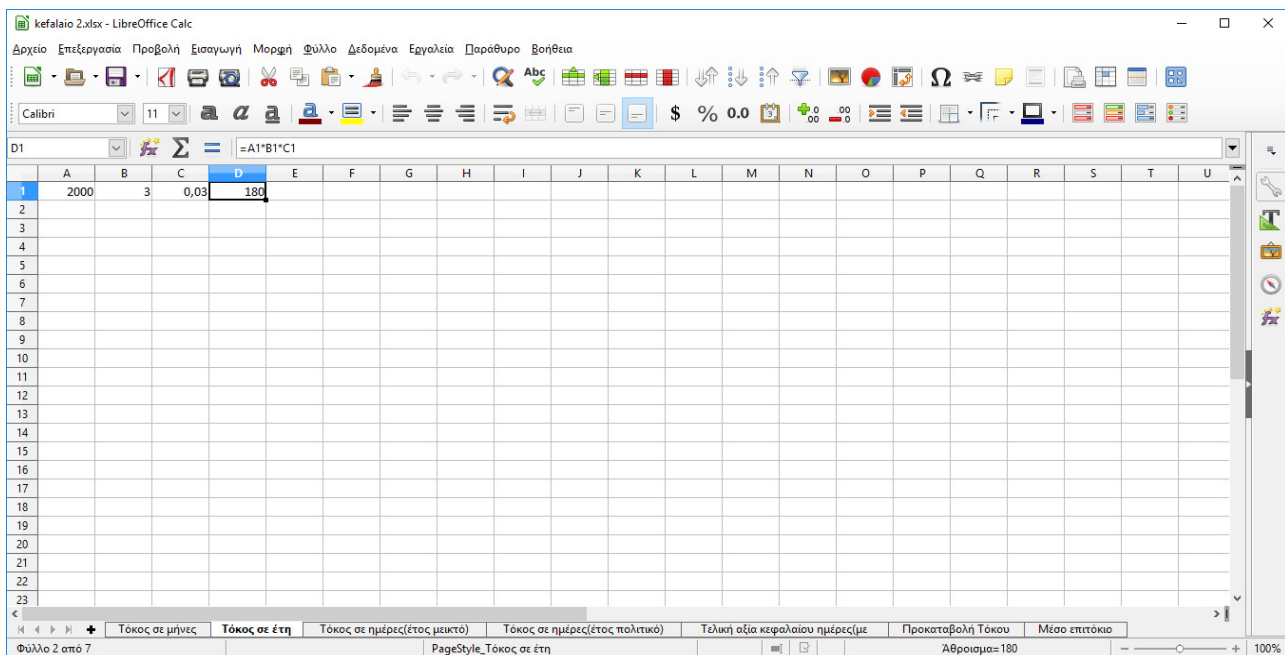 kefalaio 2.xlsx - LibreOffice Calc
Αρχείο Επεξεργασία Προβολή Εισαγωγή Μορφή Φύλλο Δεδομένα Εργαλεία Παράθυρο Βοήθεια
Calibri 11 a a a a $ % 0.0
D1 =A1*B1*C1
A B C D E F G H I J K L M N O P Q R S T U
1 2000 3 0,03 180
2
3
4
5
6
7
8
9
10
11
12
13
14
15
16
17
18
19
20
21
22
23
Τόκος σε μήνες Τόκος σε έτη Τόκος σε ημέρες(έτος μεικτό) Τόκος σε ημέρες(έτος πολιτικό) Τελική αξία κεφαλαίου ημέρες(με Προκαταβολή Τόκου Μέσο επιτόκιο
Φύλλο 2 από 7 PageStyle_Τόκος σε έτη Άθροισμα=180 100%